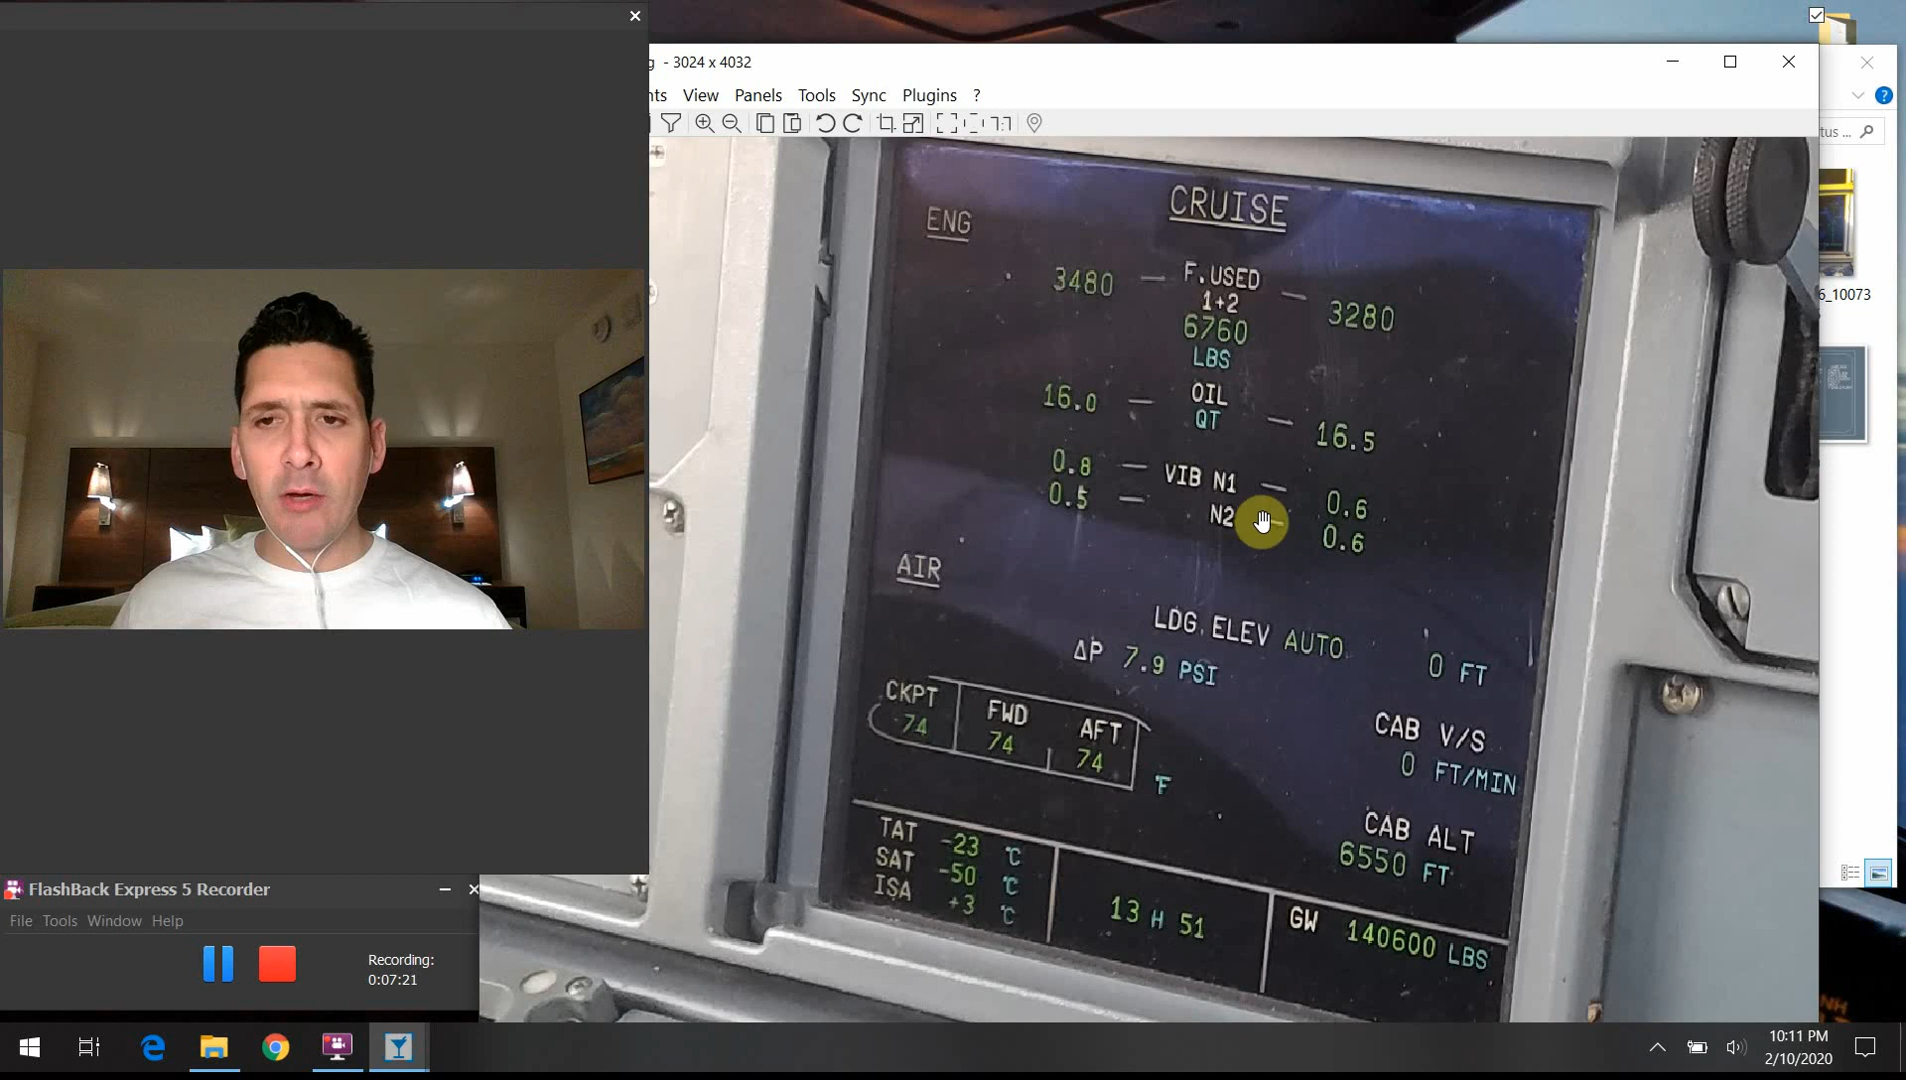 g - 3024 x 4032
nts View Panels Tools Sync Plugins ?
tus ...
6_10073
CRUISE
ENG
3480 — F.USED — 3280
1+2
6760
LBS
16.0 — OIL — 16.5
QT
0.8 — VIB N1 — 0.6
0.5 — N2 — 0.6
AIR
LDG.ELEV AUTO 0 FT
ΔP 7.9 PSI
CKPT FWD AFT
74 74 74 °F
CAB V/S
0 FT/MIN
CAB ALT
6550 FT
TAT -23 °C
SAT -50 °C
ISA +3 °C
13 H 51
GW 140600 LBS
FlashBack Express 5 Recorder
File Tools Window Help
Recording:
0:07:21
10:11 PM
2/10/2020